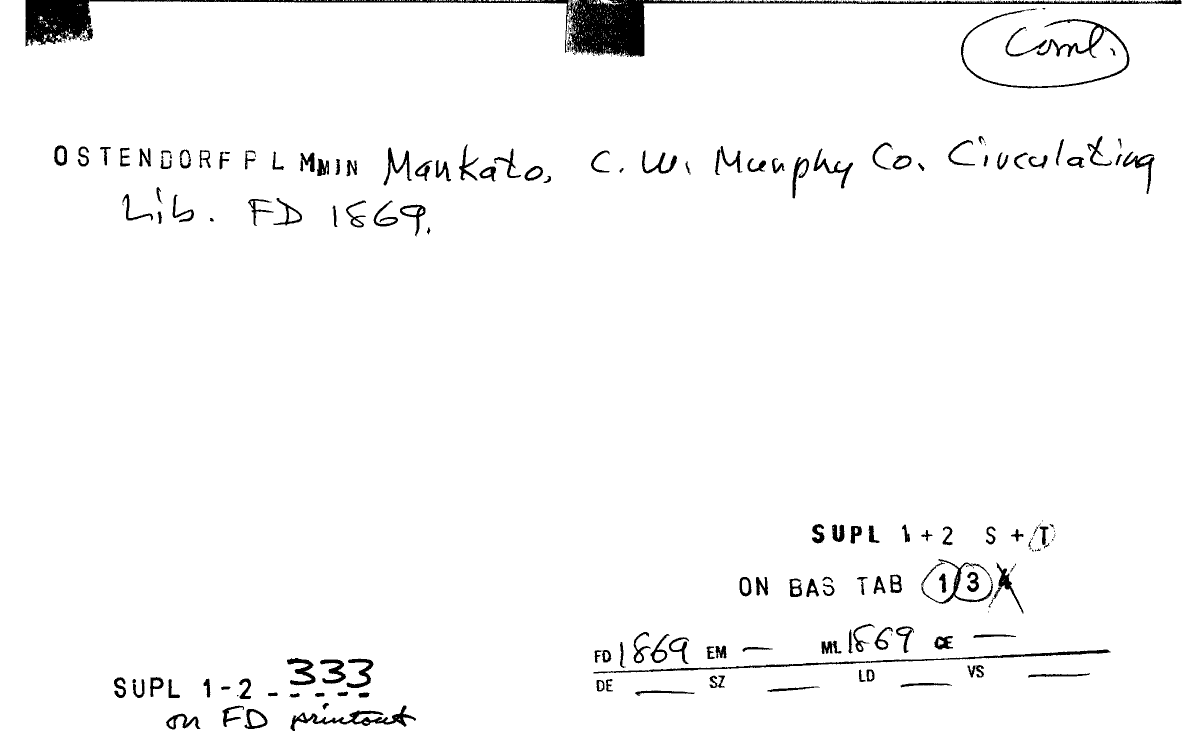 Coml.
OSTENDORF P L MMIN Mankato, C. W. Murphy Co. Circulating
Lib. FD 1869.
SUPL 1+2 S + T
ON BAS TAB 1 3 4
FD 1869 EM — ML 1869 CE —
DE SZ LD VS
SUPL 1-2 - 333
on FD printout